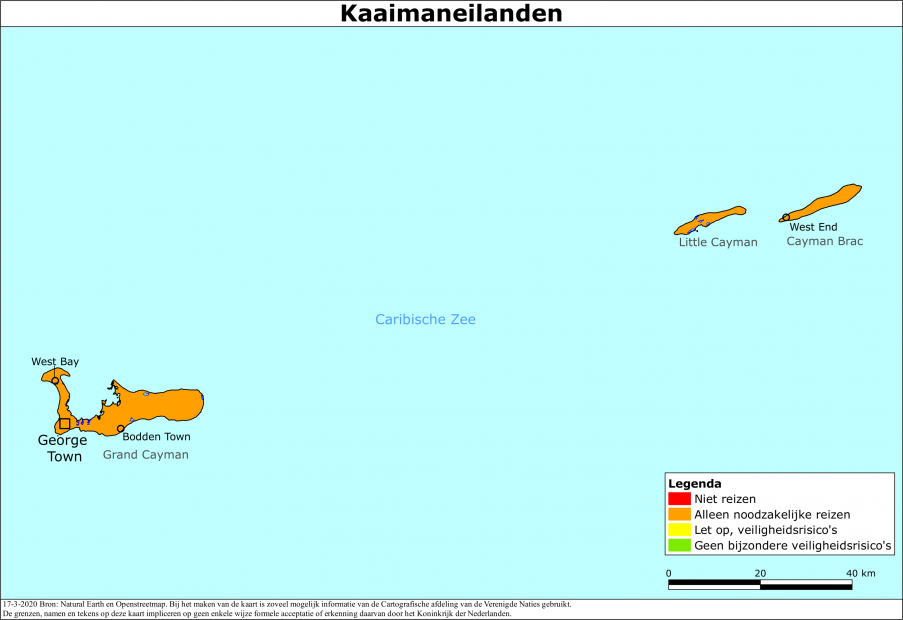 Kaaimaneilanden
West End
Little Cayman
Cayman Brac
Caribische Zee
West Bay
George
Town
Bodden Town
Grand Cayman
Legenda
Niet reizen
Alleen noodzakelijke reizen
Let op, veiligheidsrisico's
Geen bijzondere veiligheidsrisico's
0 20 40 km
17-3-2020 Bron: Natural Earth en Openstreetmap. Bij het maken van de kaart is zoveel mogelijk informatie van de Cartografische afdeling van de Verenigde Naties gebruikt.
De grenzen, namen en tekens op deze kaart impliceren op geen enkele wijze formele acceptatie of erkenning daarvan door het Koninkrijk der Nederlanden.